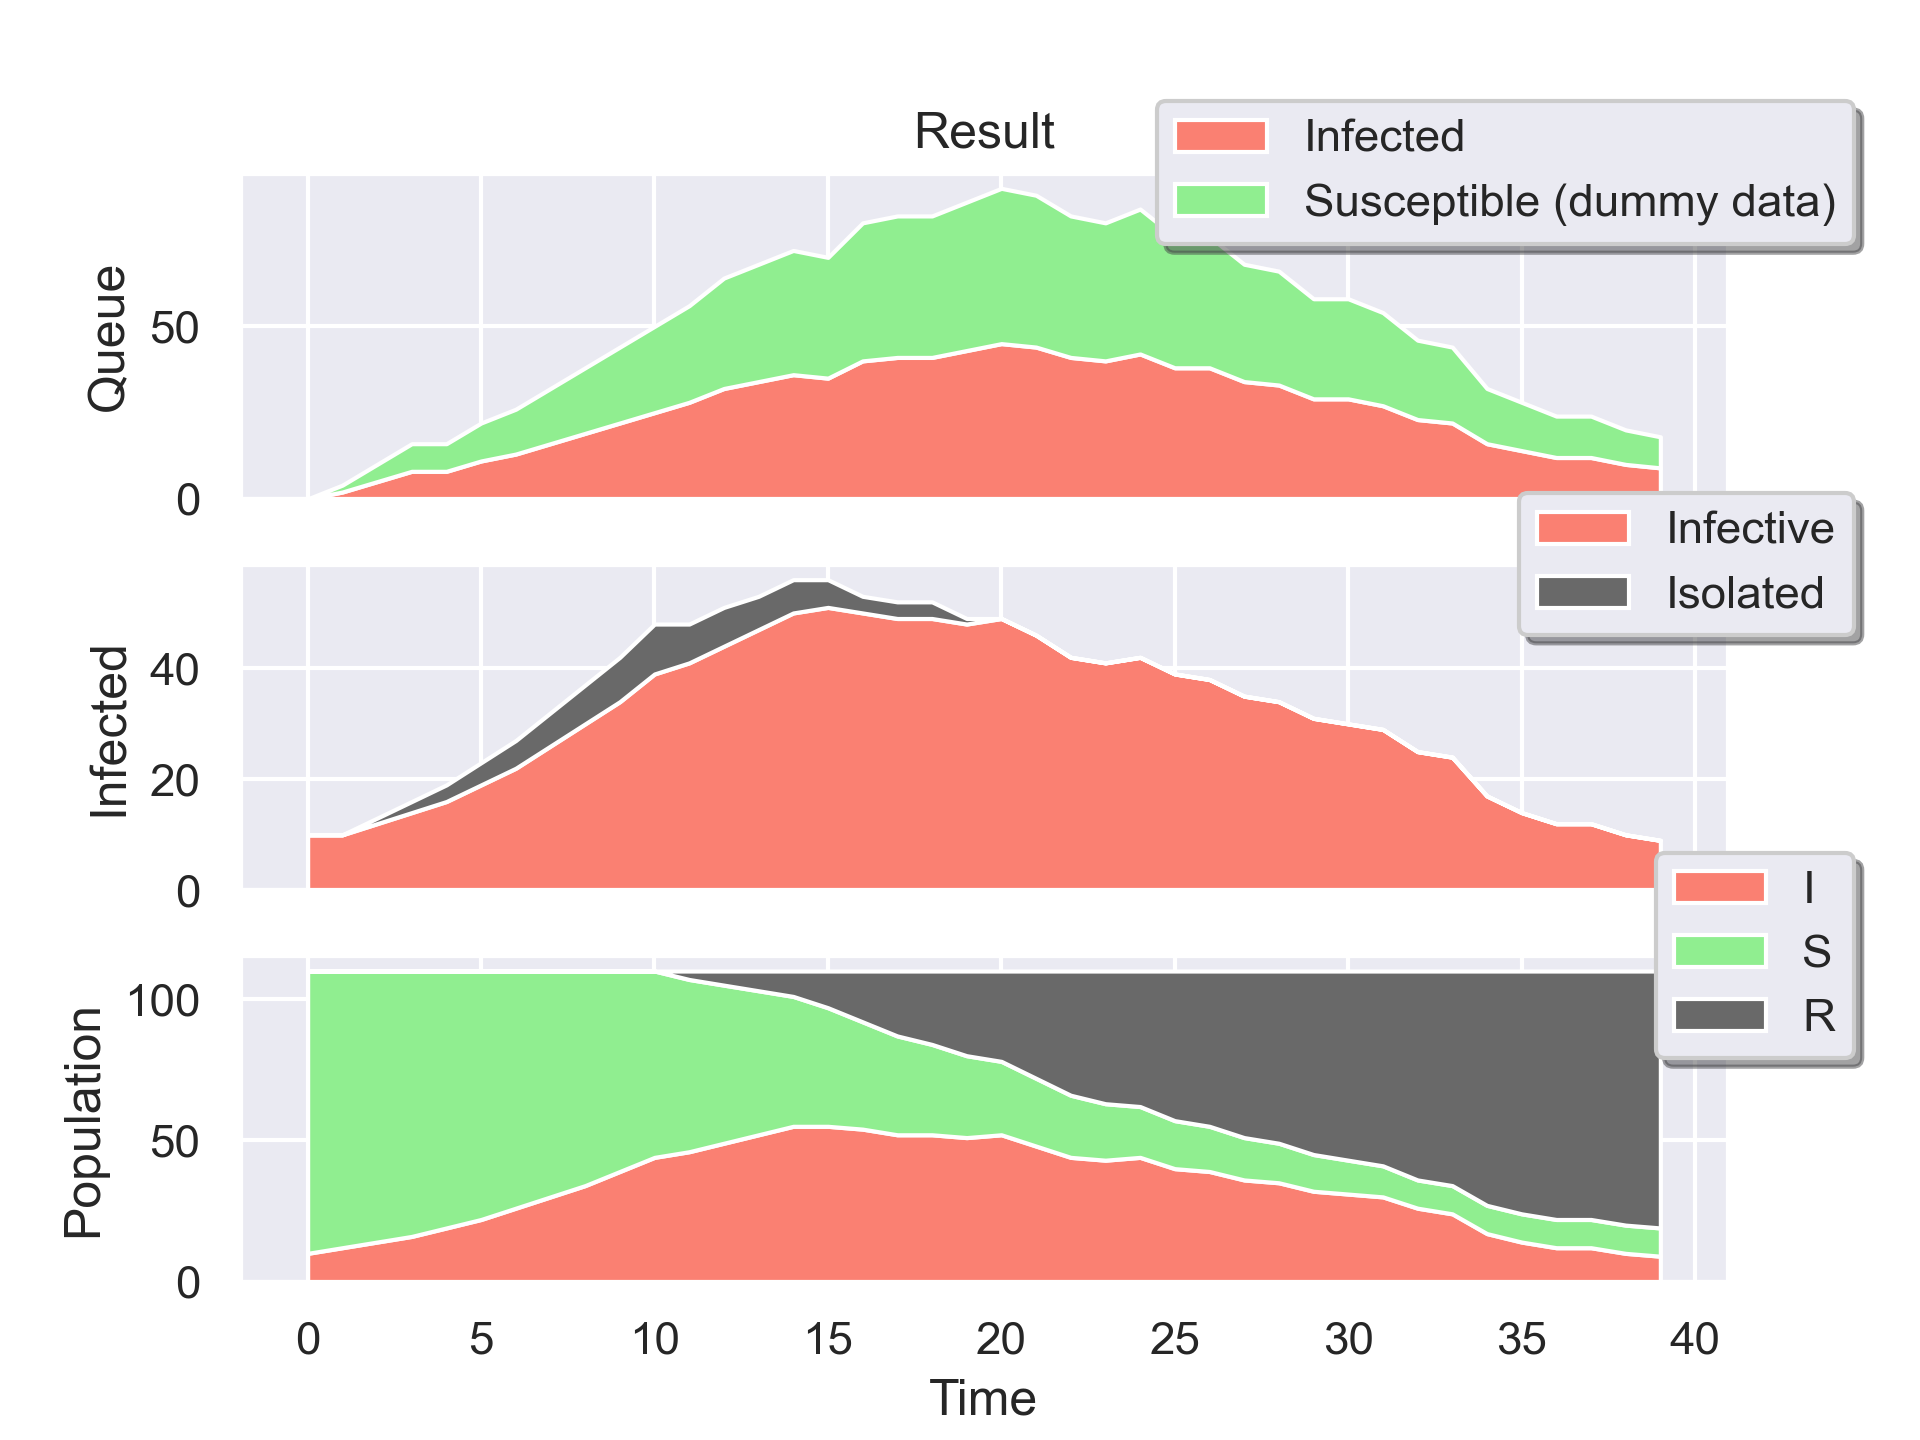 Result
Infected
Susceptible (dummy data)
Queue
50
0
Infective
Isolated
Infected
40
20
0
I
S
R
Population
100
50
0
0 5 10 15 20 25 30 35 40
Time